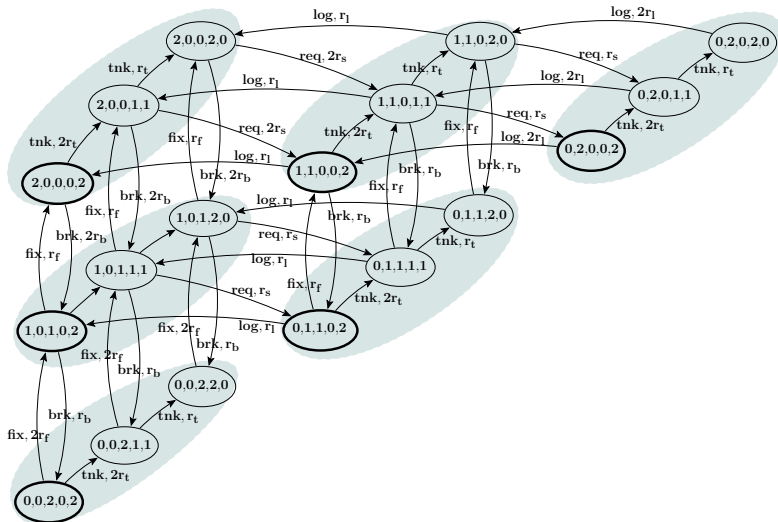 log, r_l
log, 2r_l
2,0,0,2,0
1,1,0,2,0
0,2,0,2,0
tnk, r_t
req, 2r_s
tnk, r_t
req, r_s
tnk, r_t
log, r_l
log, 2r_l
2,0,0,1,1
1,1,0,1,1
0,2,0,1,1
tnk, 2r_t
fix, r_f
req, 2r_s
tnk, 2r_t
fix, r_f
req, r_s
tnk, 2r_t
log, r_l
log, 2r_l
0,2,0,0,2
2,0,0,0,2
brk, 2r_b
1,1,0,0,2
brk, r_b
fix, r_f
brk, 2r_b
fix, r_f
brk, r_b
log, r_l
fix, r_f
brk, 2r_b
1,0,1,2,0
req, r_s
0,1,1,2,0
tnk, r_t
log, r_l
1,0,1,1,1
0,1,1,1,1
req, r_s
fix, r_f
tnk, 2r_t
1,0,1,0,2
fix, 2r_f
log, r_l
0,1,1,0,2
fix, 2r_f
brk, r_b
brk, r_b
0,0,2,2,0
brk, r_b
tnk, r_t
fix, 2r_f
0,0,2,1,1
tnk, 2r_t
0,0,2,0,2